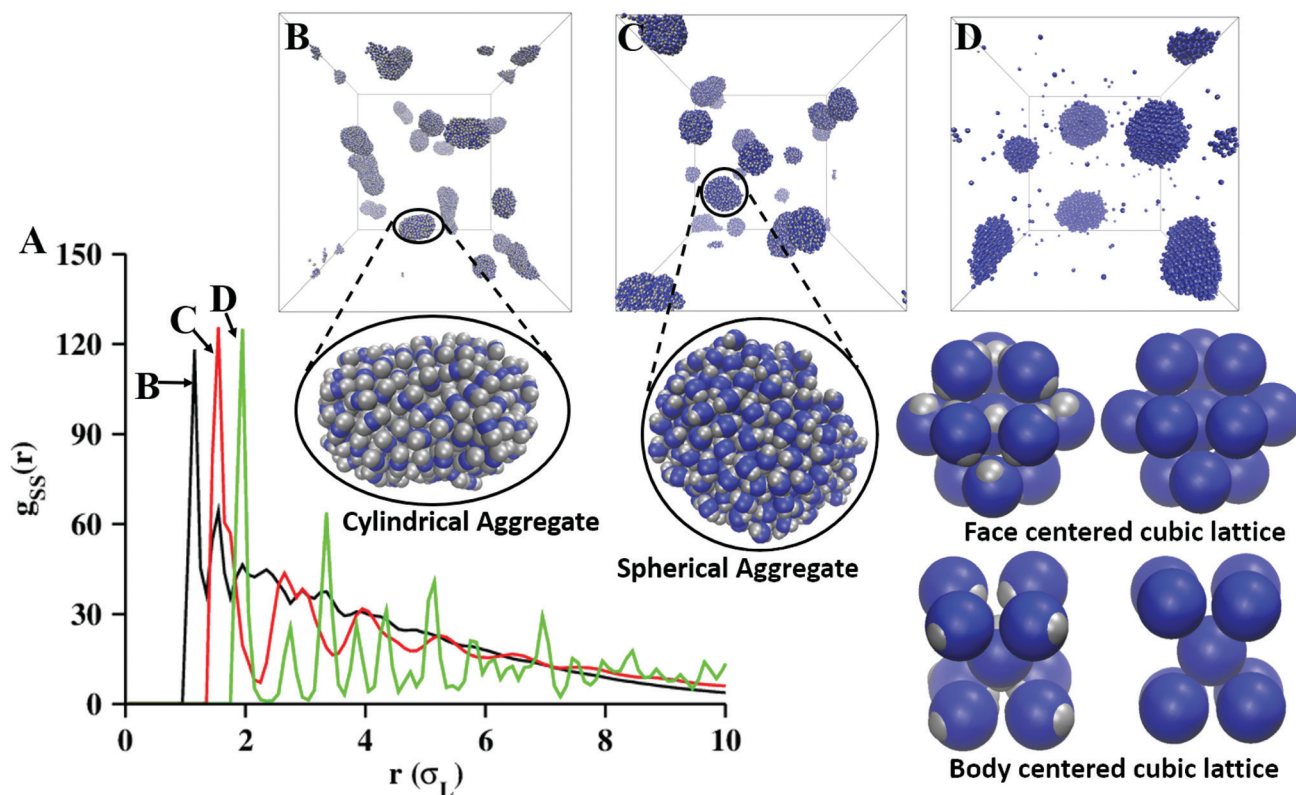 B
C
D
A
150
120
90
60
30
0
g_SS(r)
B
C
D
0
2
4
6
8
10
r (σ_L)
Cylindrical Aggregate
Spherical Aggregate
Face centered cubic lattice
Body centered cubic lattice